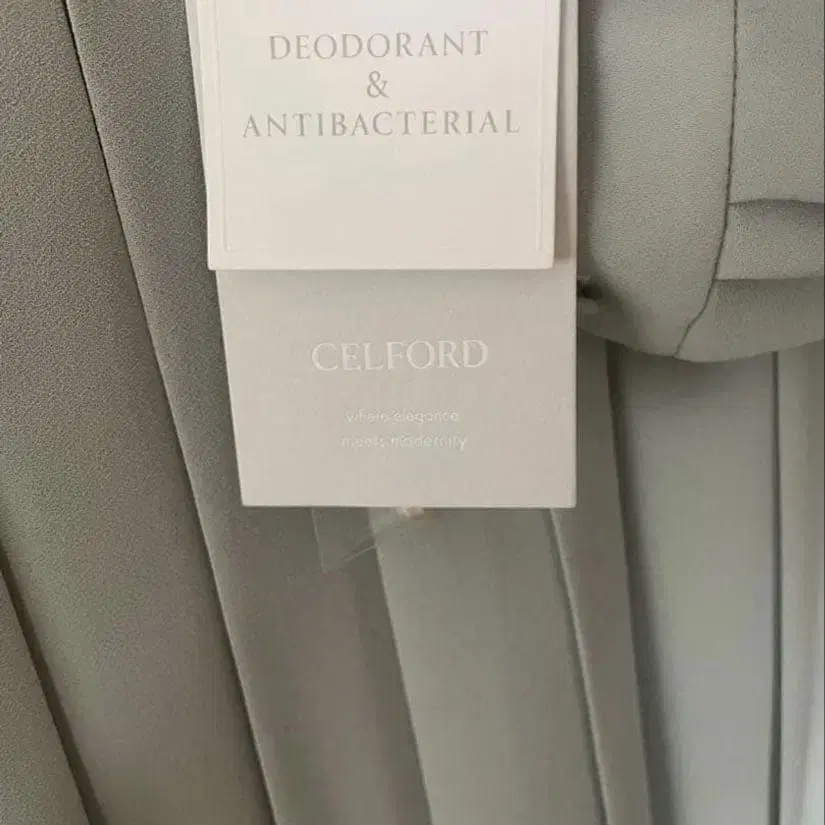 DEODORANT
&
ANTIBACTERIAL
CELFORD
where elegance
meets modernity